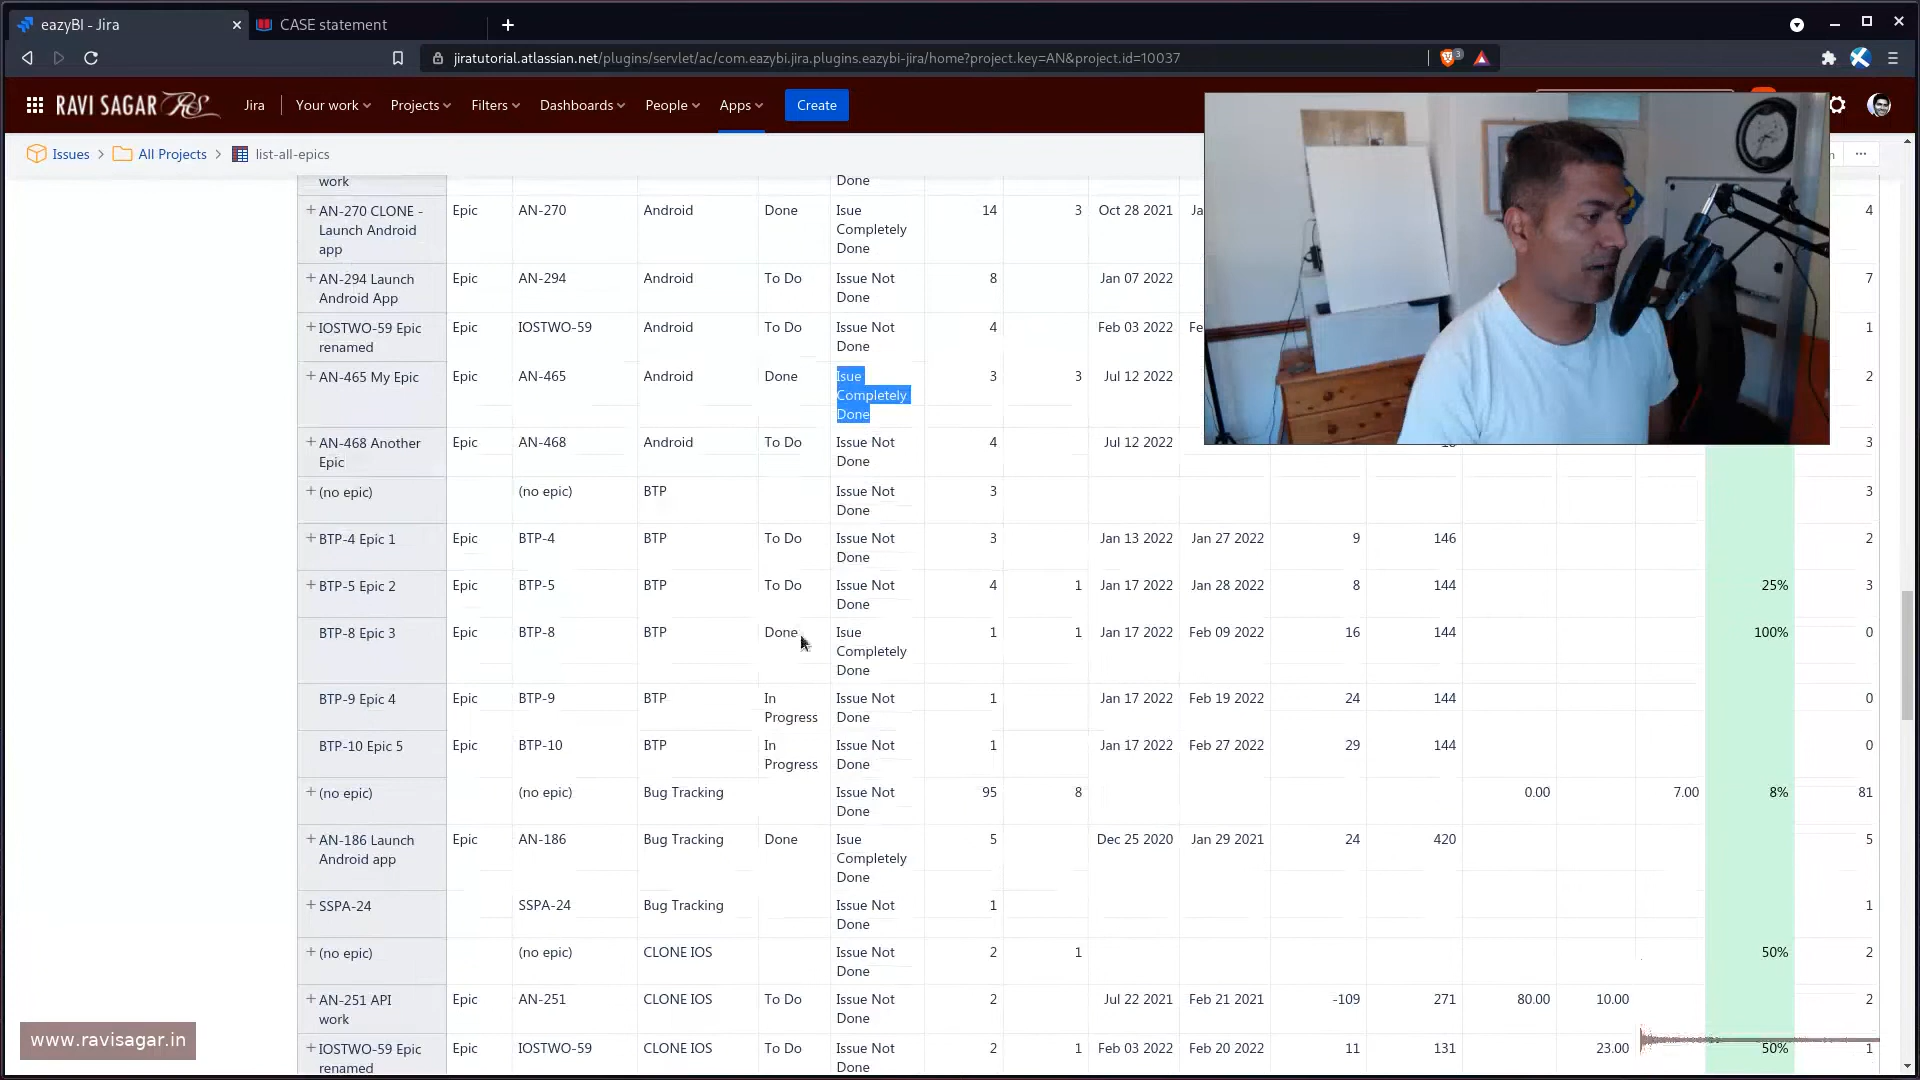 eazyBI - Jira
CASE statement
jiratutorial.atlassian.net/plugins/servlet/ac/com.eazybi.jira.plugins.eazybi-jira/home?project.key=AN&project.id=10037
3
RAVI SAGAR RS Jira Your work Projects Filters Dashboards People Apps Create
Issues All Projects list-all-epics
work Done
AN-270 CLONE - Epic AN-270 Android Done Isue 14 3 Oct 28 2021 Ja 4
Launch Android Completely
app Done
AN-294 Launch Epic AN-294 Android To Do Issue Not 8 Jan 07 2022 7
Android App Done
IOSTWO-59 Epic Epic IOSTWO-59 Android To Do Issue Not 4 Feb 03 2022 Fe 1
renamed Done
AN-465 My Epic Epic AN-465 Android Done Isue 3 3 Jul 12 2022 2
Completely
Done
AN-468 Another Epic AN-468 Android To Do Issue Not 4 Jul 12 2022 3
Epic Done
(no epic) (no epic) BTP Issue Not 3 3
Done
BTP-4 Epic 1 Epic BTP-4 BTP To Do Issue Not 3 Jan 13 2022 Jan 27 2022 9 146 2
Done
BTP-5 Epic 2 Epic BTP-5 BTP To Do Issue Not 4 1 Jan 17 2022 Jan 28 2022 8 144 25% 3
Done
BTP-8 Epic 3 Epic BTP-8 BTP Done Isue 1 1 Jan 17 2022 Feb 09 2022 16 144 100% 0
Completely
Done
BTP-9 Epic 4 Epic BTP-9 BTP In Issue Not 1 Jan 17 2022 Feb 19 2022 24 144 0
Progress Done
BTP-10 Epic 5 Epic BTP-10 BTP In Issue Not 1 Jan 17 2022 Feb 27 2022 29 144 0
Progress Done
(no epic) (no epic) Bug Tracking Issue Not 95 8 0.00 7.00 8% 81
Done
AN-186 Launch Epic AN-186 Bug Tracking Done Isue 5 Dec 25 2020 Jan 29 2021 24 420 5
Android app Completely
Done
SSPA-24 SSPA-24 Bug Tracking Issue Not 1 1
Done
(no epic) (no epic) CLONE IOS Issue Not 2 1 50% 2
Done
AN-251 API Epic AN-251 CLONE IOS To Do Issue Not 2 Jul 22 2021 Feb 21 2021 -109 271 80.00 10.00 2
work Done
IOSTWO-59 Epic Epic IOSTWO-59 CLONE IOS To Do Issue Not 2 1 Feb 03 2022 Feb 20 2022 11 131 23.00 50% 1
renamed Done
www.ravisagar.in